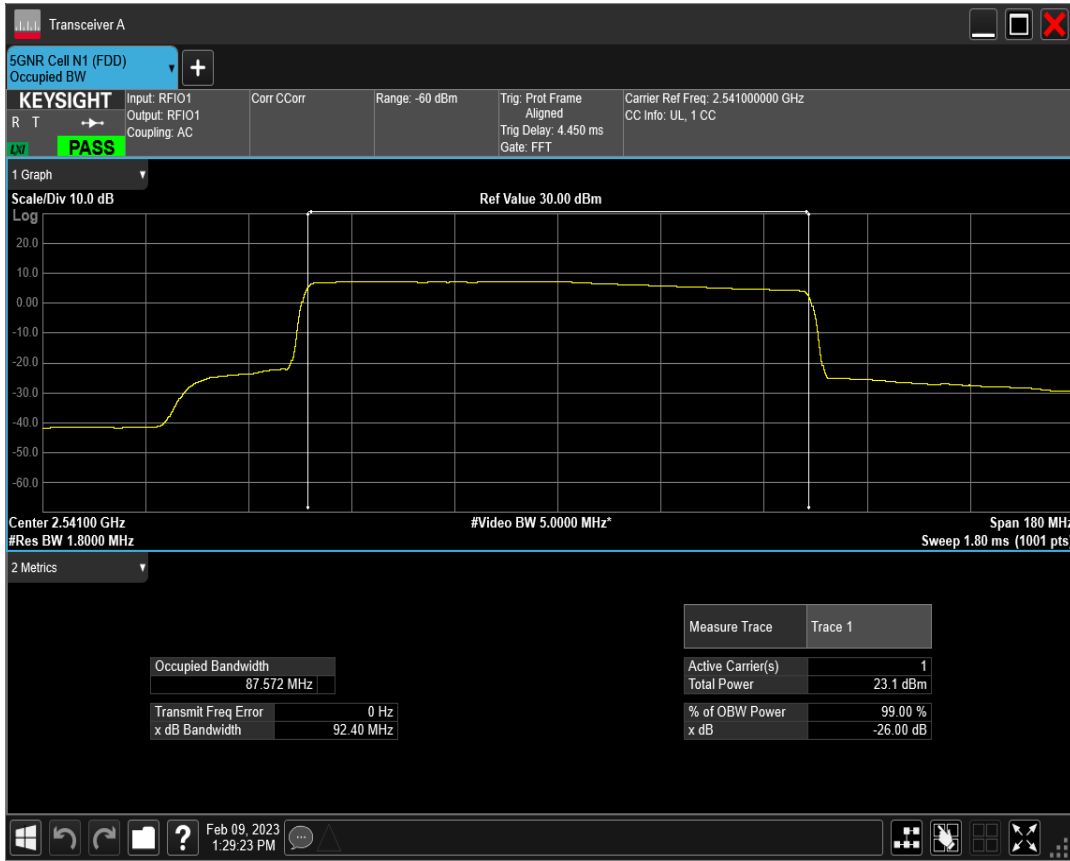 Transceiver A
5GNR Cell N1 (FDD)
Occupied BW
+
KEYSIGHT
R T
LXI
PASS
Input: RFIO1
Output: RFIO1
Coupling: AC
Corr CCorr
Range: -60 dBm
Trig: Prot Frame
Aligned
Trig Delay: 4.450 ms
Gate: FFT
Carrier Ref Freq: 2.541000000 GHz
CC Info: UL, 1 CC
1 Graph
Scale/Div 10.0 dB
Ref Value 30.00 dBm
Log
20.0
10.0
0.00
-10.0
-20.0
-30.0
-40.0
-50.0
-60.0
Center 2.54100 GHz
#Video BW 5.0000 MHz*
Span 180 MHz
#Res BW 1.8000 MHz
Sweep 1.80 ms (1001 pts)
2 Metrics
Measure Trace Trace 1
Occupied Bandwidth
87.572 MHz
Transmit Freq Error 0 Hz
x dB Bandwidth 92.40 MHz
Active Carrier(s) 1
Total Power 23.1 dBm
% of OBW Power 99.00 %
x dB -26.00 dB
?
Feb 09, 2023
1:29:23 PM